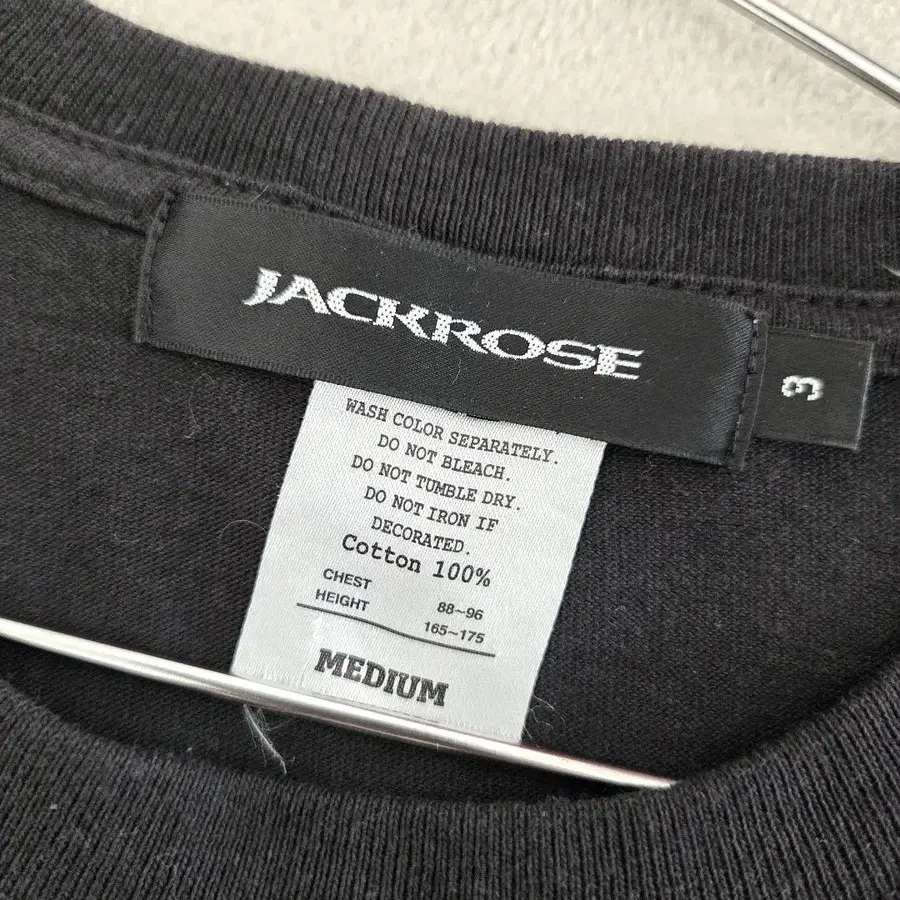 JACKROSE
3
WASH COLOR SEPARATELY.
DO NOT BLEACH.
DO NOT TUMBLE DRY.
DO NOT IRON IF
DECORATED.
Cotton 100%
CHEST 88~96
HEIGHT 165~175
MEDIUM